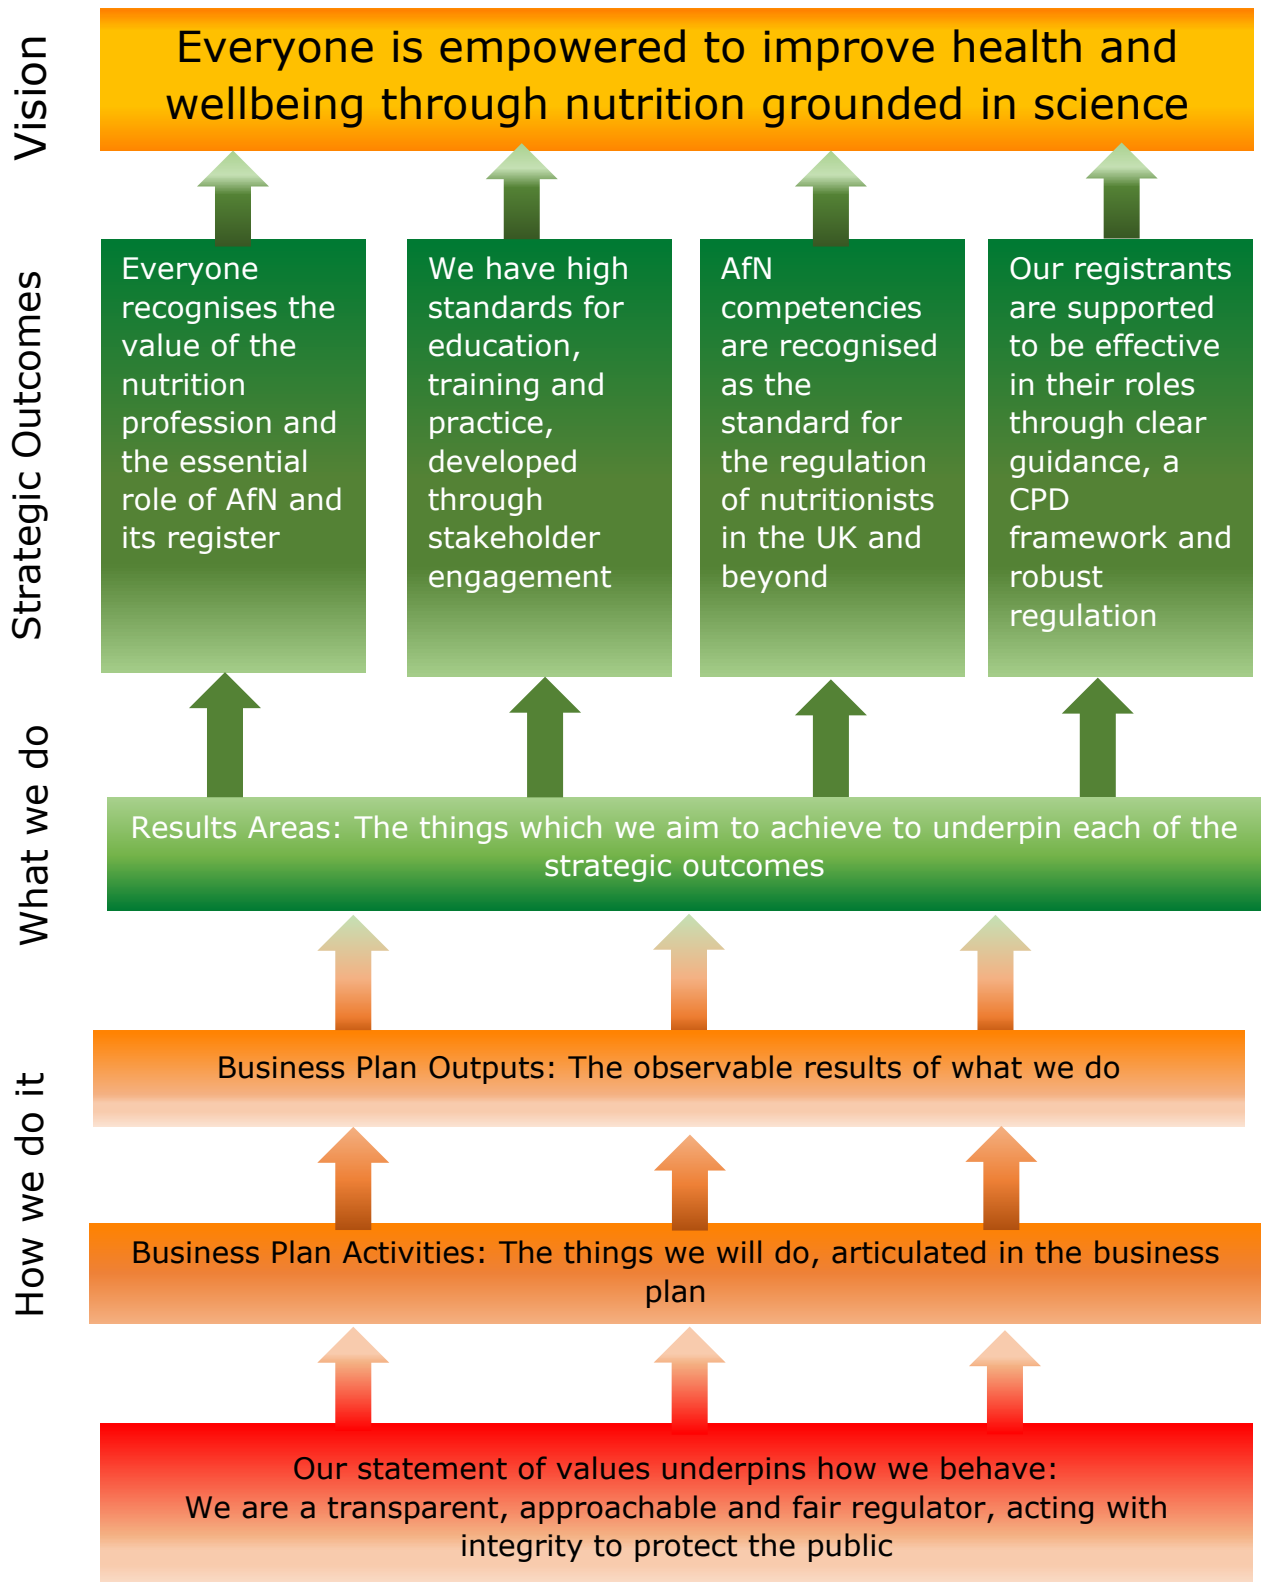 Vision
Everyone is empowered to improve health and
wellbeing through nutrition grounded in science
Strategic Outcomes
Everyone
recognises the
value of the
nutrition
profession and
the essential
role of AfN and
its register
We have high
standards for
education,
training and
practice,
developed
through
stakeholder
engagement
AfN
competencies
are recognised
as the
standard for
the regulation
of nutritionists
in the UK and
beyond
Our registrants
are supported
to be effective
in their roles
through clear
guidance, a
CPD
framework and
robust
regulation
What we do
Results Areas: The things which we aim to achieve to underpin each of the
strategic outcomes
How we do it
Business Plan Outputs: The observable results of what we do
Business Plan Activities: The things we will do, articulated in the business
plan
Our statement of values underpins how we behave:
We are a transparent, approachable and fair regulator, acting with
integrity to protect the public